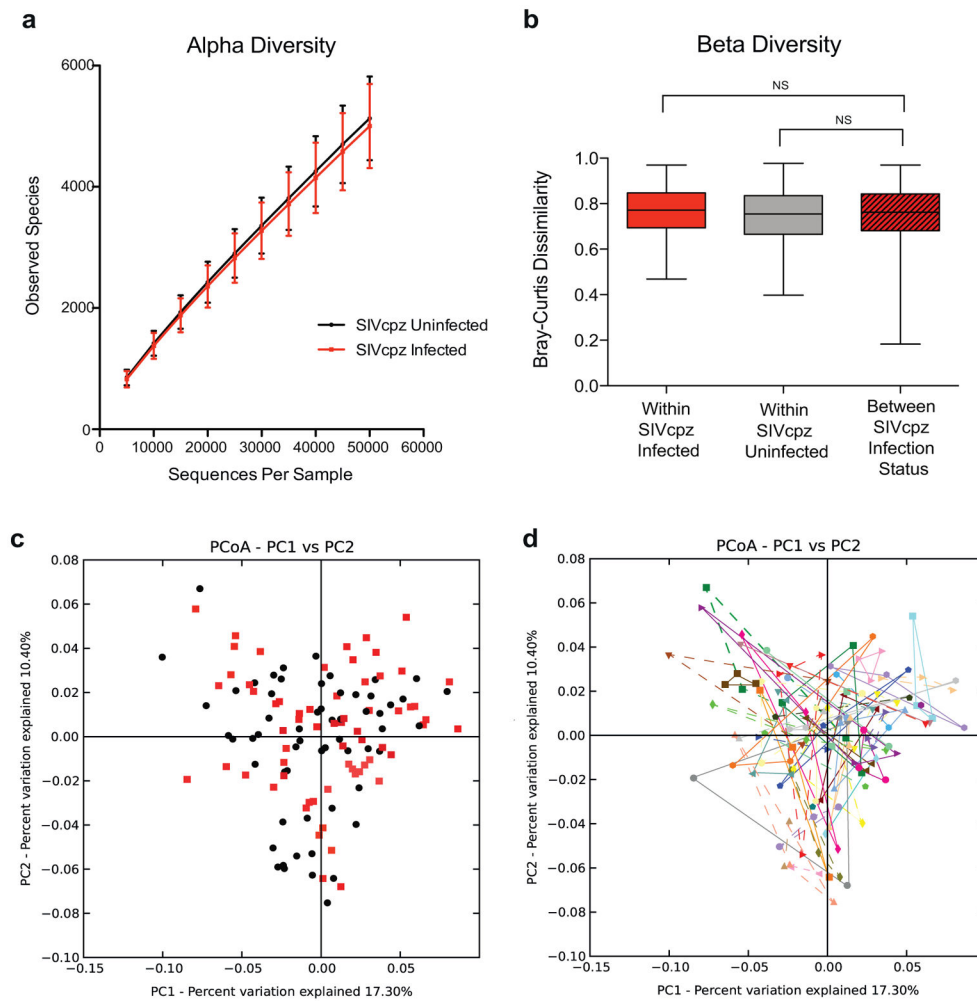 a
Alpha Diversity
6000
4000
2000
0
Observed Species
0 10000 20000 30000 40000 50000 60000
Sequences Per Sample
SIVcpz Uninfected
SIVcpz Infected
b
Beta Diversity
NS
NS
1.0
0.8
0.6
0.4
0.2
0.0
Bray-Curtis Dissimilarity
Within
SIVcpz
Infected
Within
SIVcpz
Uninfected
Between
SIVcpz
Infection
Status
c
PCoA - PC1 vs PC2
0.08
0.06
0.04
0.02
0.00
−0.02
−0.04
−0.06
−0.08
−0.10
PC2 - Percent variation explained 10.40%
−0.15 −0.10 −0.05 0.00 0.05
PC1 - Percent variation explained 17.30%
d
PCoA - PC1 vs PC2
0.08
0.06
0.04
0.02
0.00
−0.02
−0.04
−0.06
−0.08
−0.10
PC2 - Percent variation explained 10.40%
−0.15 −0.10 −0.05 0.00 0.05
PC1 - Percent variation explained 17.30%